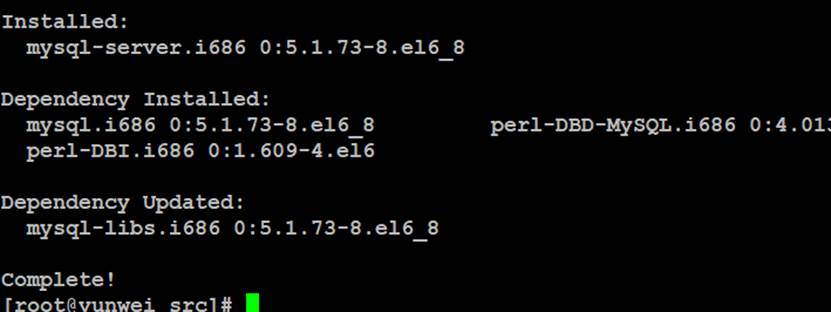 Installed:
mysql-server.i686 0:5.1.73-8.el6_8
Dependency Installed:
mysql.i686 0:5.1.73-8.el6_8 perl-DBD-MySQL.i686 0:4.013
perl-DBI.i686 0:1.609-4.el6
Dependency Updated:
mysql-libs.i686 0:5.1.73-8.el6_8
Complete!
[root@yunwei src]#